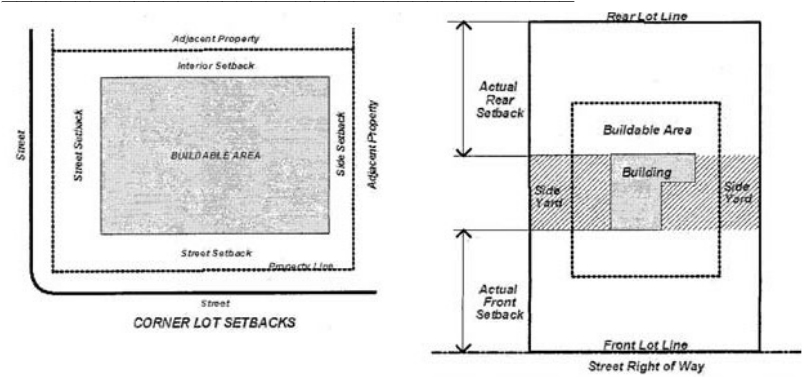 Adjacent Property
Interior Setback
Street
Street Setback
BUILDABLE AREA
Side Setback
Adjacent Property
Street Setback
Property Line
Street
CORNER LOT SETBACKS
Rear Lot Line
Actual
Rear
Setback
Buildable Area
Building
Side
Yard
Side
Yard
Actual
Front
Setback
Front Lot Line
Street Right of Way